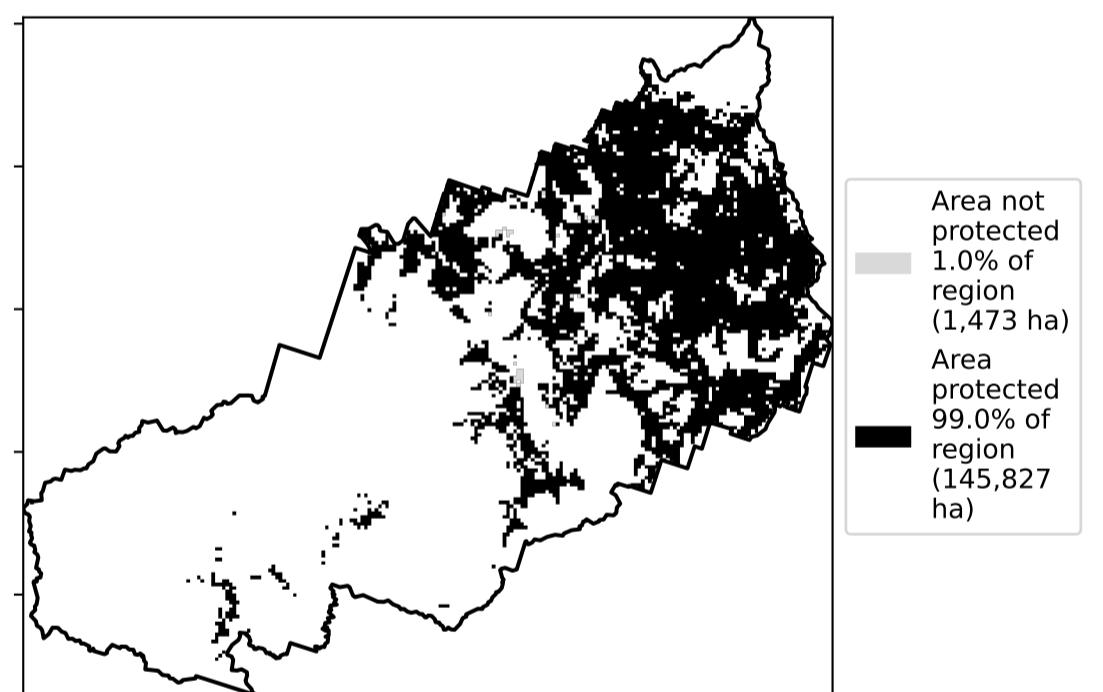 Area not
protected
1.0% of
region
(1,473 ha)
Area
protected
99.0% of
region
(145,827
ha)